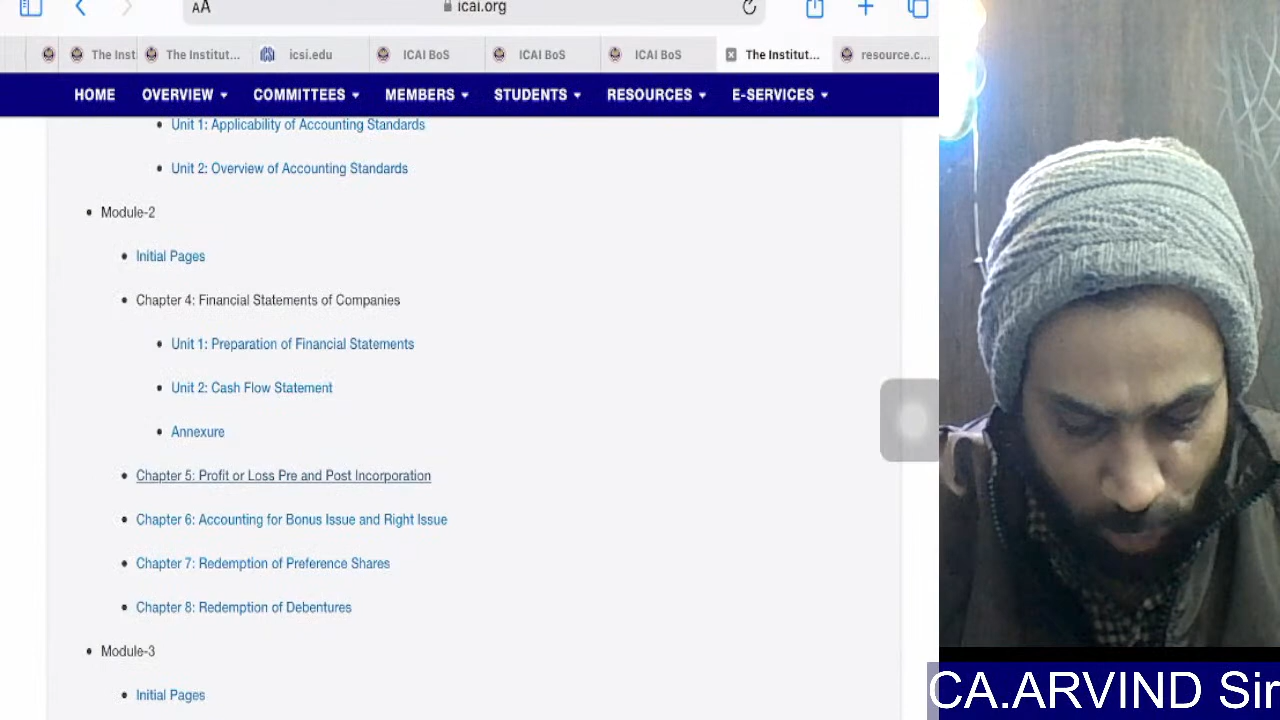 AA
icai.org
The Inst
The Institut...
icsi.edu
ICAI BoS
ICAI BoS
ICAI BoS
The Institut...
resource.c...
HOME
OVERVIEW
COMMITTEES
MEMBERS
STUDENTS
RESOURCES
E-SERVICES
Unit 1: Applicability of Accounting Standards
Unit 2: Overview of Accounting Standards
Module-2
Initial Pages
Chapter 4: Financial Statements of Companies
Unit 1: Preparation of Financial Statements
Unit 2: Cash Flow Statement
Annexure
Chapter 5: Profit or Loss Pre and Post Incorporation
Chapter 6: Accounting for Bonus Issue and Right Issue
Chapter 7: Redemption of Preference Shares
Chapter 8: Redemption of Debentures
Module-3
Initial Pages
CA.ARVIND Sir